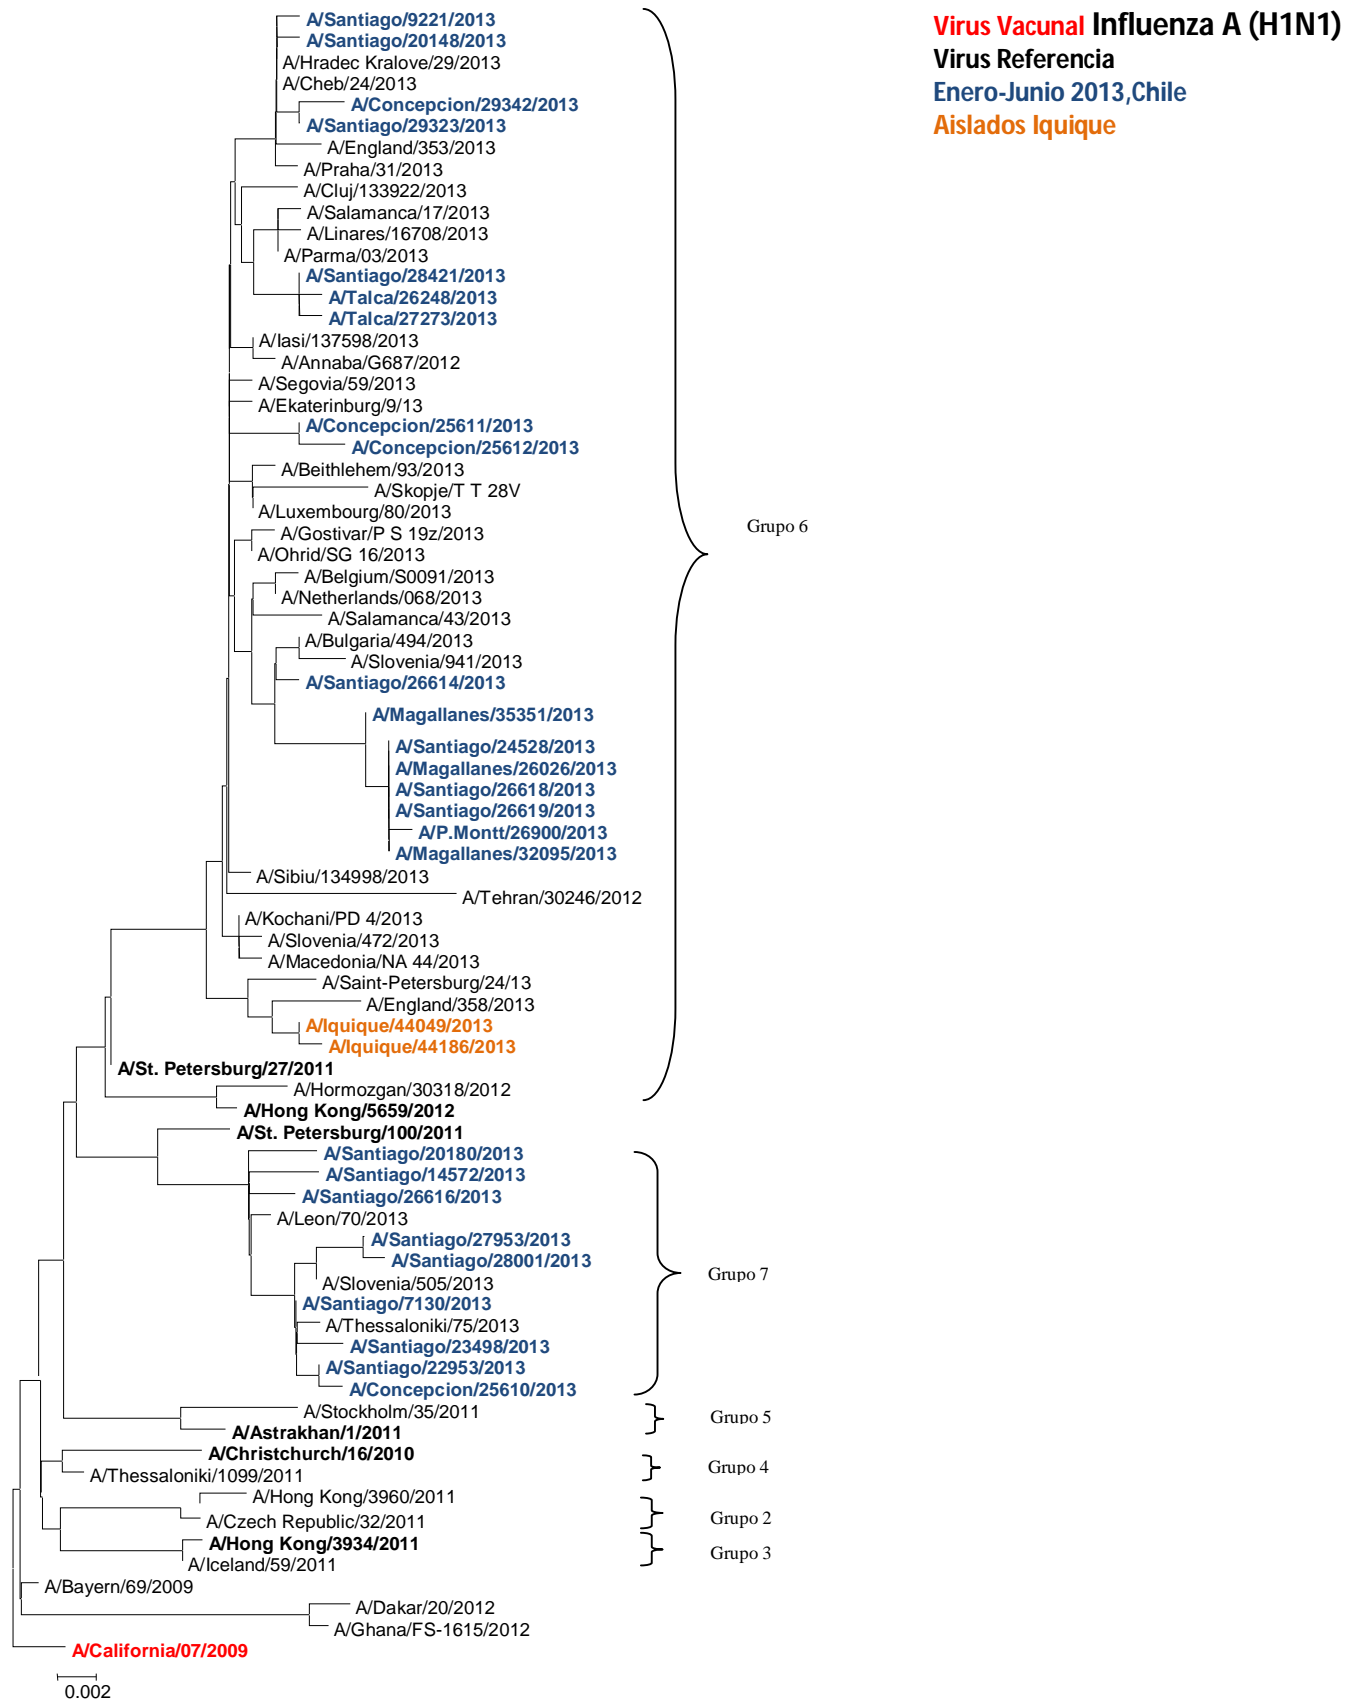 Virus Vacunal Influenza A (H1N1)
Virus Referencia
Enero-Junio 2013,Chile
Aislados Iquique
A/Santiago/9221/2013
A/Santiago/20148/2013
A/Hradec Kralove/29/2013
A/Cheb/24/2013
A/Concepcion/29342/2013
A/Santiago/29323/2013
A/England/353/2013
A/Praha/31/2013
A/Cluj/133922/2013
A/Salamanca/17/2013
A/Linares/16708/2013
A/Parma/03/2013
A/Santiago/28421/2013
A/Talca/26248/2013
A/Talca/27273/2013
A/Iasi/137598/2013
A/Annaba/G687/2012
A/Segovia/59/2013
A/Ekaterinburg/9/13
A/Concepcion/25611/2013
A/Concepcion/25612/2013
A/Beithlehem/93/2013
A/Skopje/T T 28V
A/Luxembourg/80/2013
A/Gostivar/P S 19z/2013
A/Ohrid/SG 16/2013
A/Belgium/S0091/2013
A/Netherlands/068/2013
A/Salamanca/43/2013
A/Bulgaria/494/2013
A/Slovenia/941/2013
A/Santiago/26614/2013
A/Magallanes/35351/2013
A/Santiago/24528/2013
A/Magallanes/26026/2013
A/Santiago/26618/2013
A/Santiago/26619/2013
A/P.Montt/26900/2013
A/Magallanes/32095/2013
A/Sibiu/134998/2013
A/Tehran/30246/2012
A/Kochani/PD 4/2013
A/Slovenia/472/2013
A/Macedonia/NA 44/2013
A/Saint-Petersburg/24/13
A/England/358/2013
A/Iquique/44049/2013
A/Iquique/44186/2013
A/St. Petersburg/27/2011
A/Hormozgan/30318/2012
A/Hong Kong/5659/2012
Grupo 6
A/St. Petersburg/100/2011
A/Santiago/20180/2013
A/Santiago/14572/2013
A/Santiago/26616/2013
A/Leon/70/2013
A/Santiago/27953/2013
A/Santiago/28001/2013
A/Slovenia/505/2013
A/Santiago/7130/2013
A/Thessaloniki/75/2013
A/Santiago/23498/2013
A/Santiago/22953/2013
A/Concepcion/25610/2013
Grupo 7
A/Stockholm/35/2011
A/Astrakhan/1/2011
Grupo 5
A/Christchurch/16/2010
A/Thessaloniki/1099/2011
Grupo 4
A/Hong Kong/3960/2011
A/Czech Republic/32/2011
Grupo 2
A/Hong Kong/3934/2011
A/Iceland/59/2011
Grupo 3
A/Bayern/69/2009
A/Dakar/20/2012
A/Ghana/FS-1615/2012
A/California/07/2009
0.002